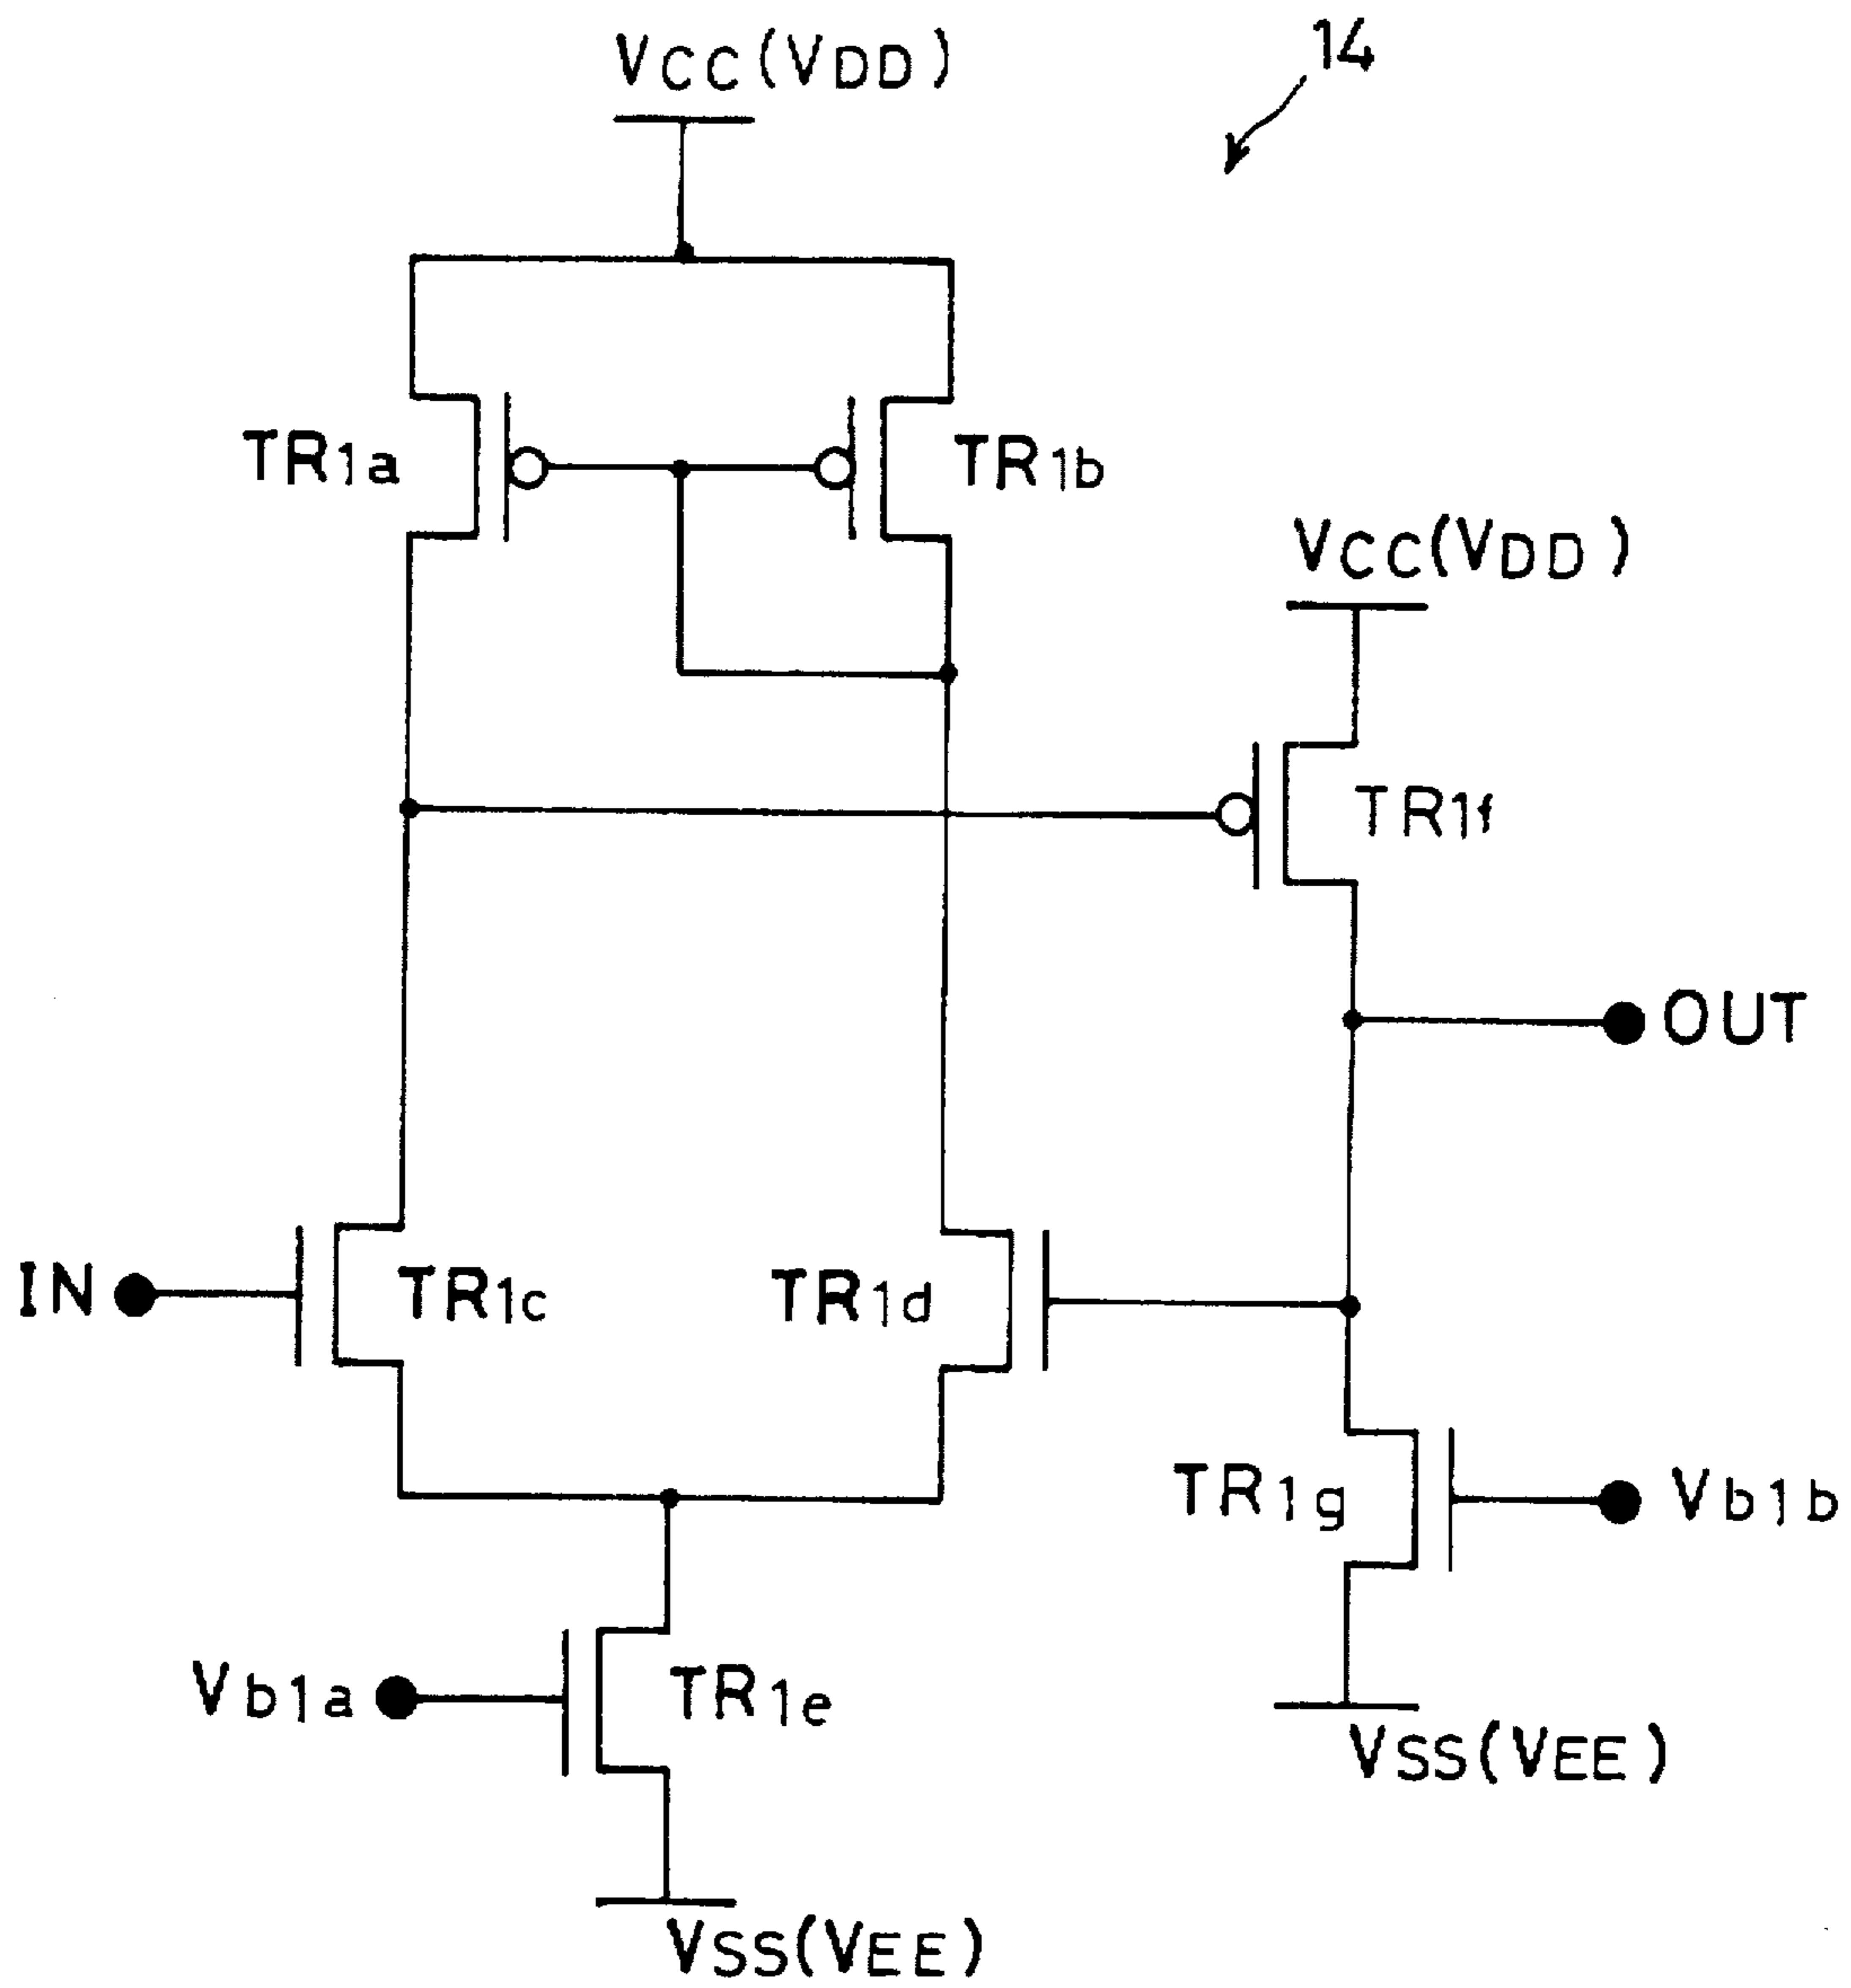 14
VCC(VDD)
TR1a
TR1b
VCC(VDD)
TR1f
OUT
IN
TR1c
TR1d
TR1g
Vb1b
Vb1a
TR1e
VSS(VEE)
VSS(VEE)